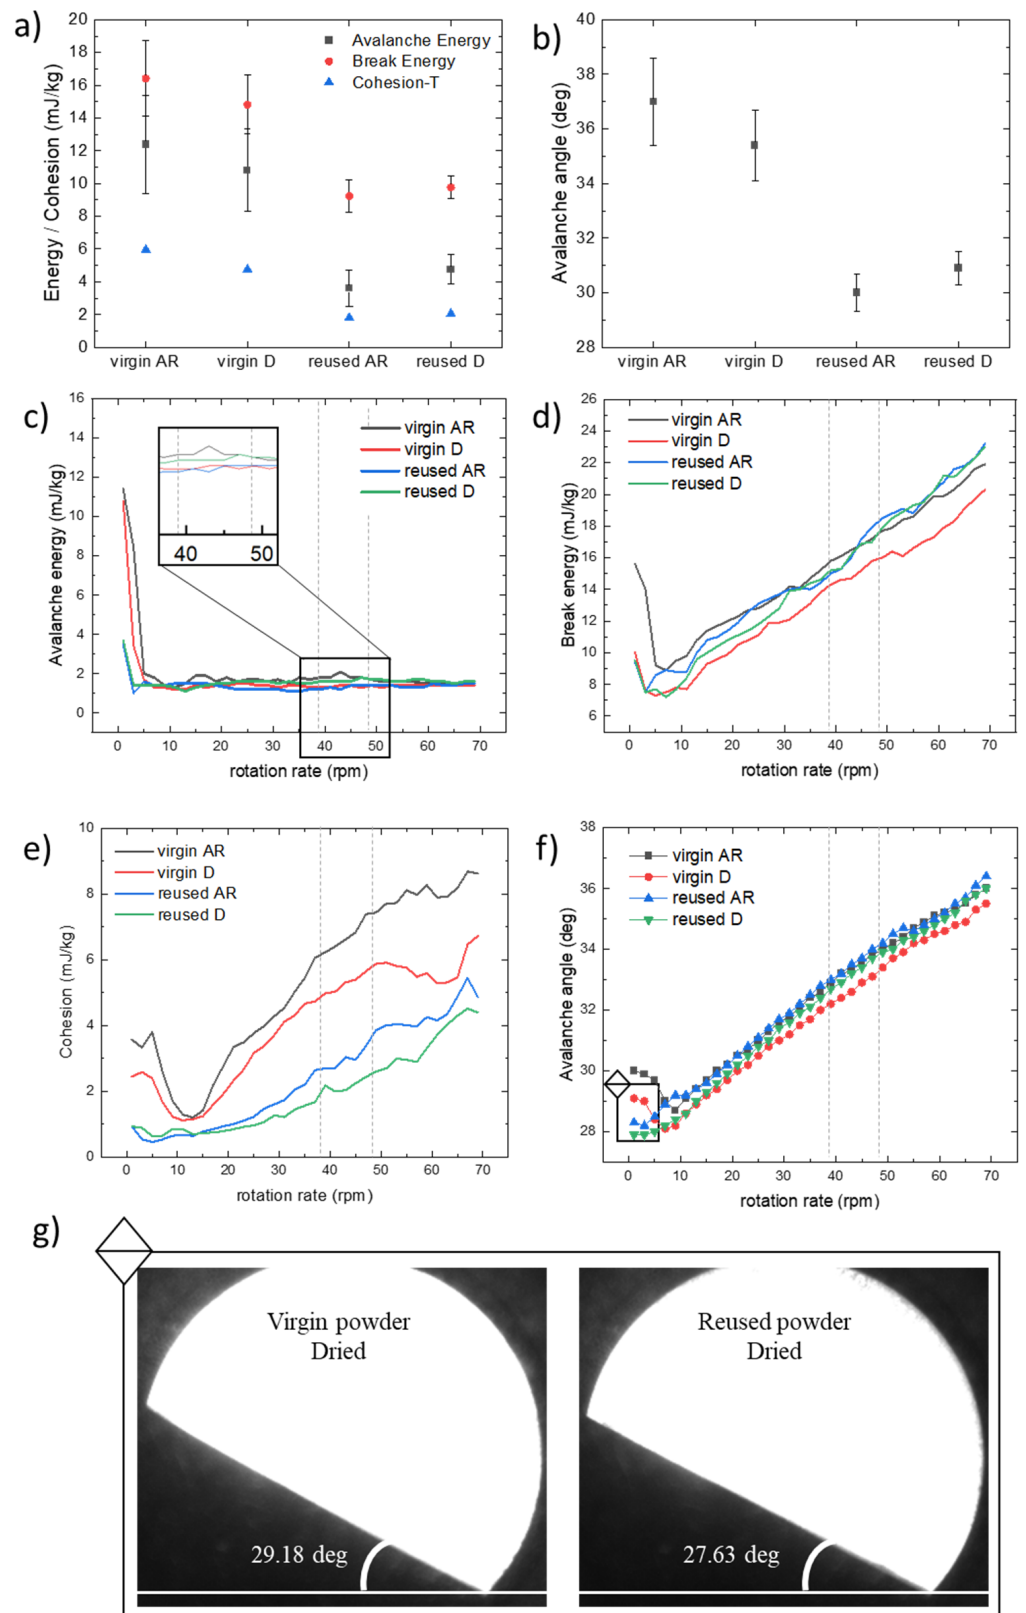 a)
20
18
16
14
12
10
8
6
4
2
0
Energy / Cohesion (mJ/kg)
Avalanche Energy
Break Energy
Cohesion-T
virgin AR
virgin D
reused AR
reused D
b)
40
38
36
34
32
30
28
Avalanche angle (deg)
virgin AR
virgin D
reused AR
reused D
c)
16
14
12
10
8
6
4
2
0
Avalanche energy (mJ/kg)
40
50
virgin AR
virgin D
reused AR
reused D
0
10
20
30
40
50
60
70
rotation rate (rpm)
d)
26
24
22
20
18
16
14
12
10
8
6
Break energy (mJ/kg)
virgin AR
virgin D
reused AR
reused D
0
10
20
30
40
50
60
70
rotation rate (rpm)
e)
10
8
6
4
2
0
Cohesion (mJ/kg)
virgin AR
virgin D
reused AR
reused D
0
10
20
30
40
50
60
70
rotation rate (rpm)
f)
38
36
34
32
30
28
Avalanche angle (deg)
virgin AR
virgin D
reused AR
reused D
0
10
20
30
40
50
60
70
rotation rate (rpm)
g)
Virgin powder
Dried
29.18 deg
Reused powder
Dried
27.63 deg